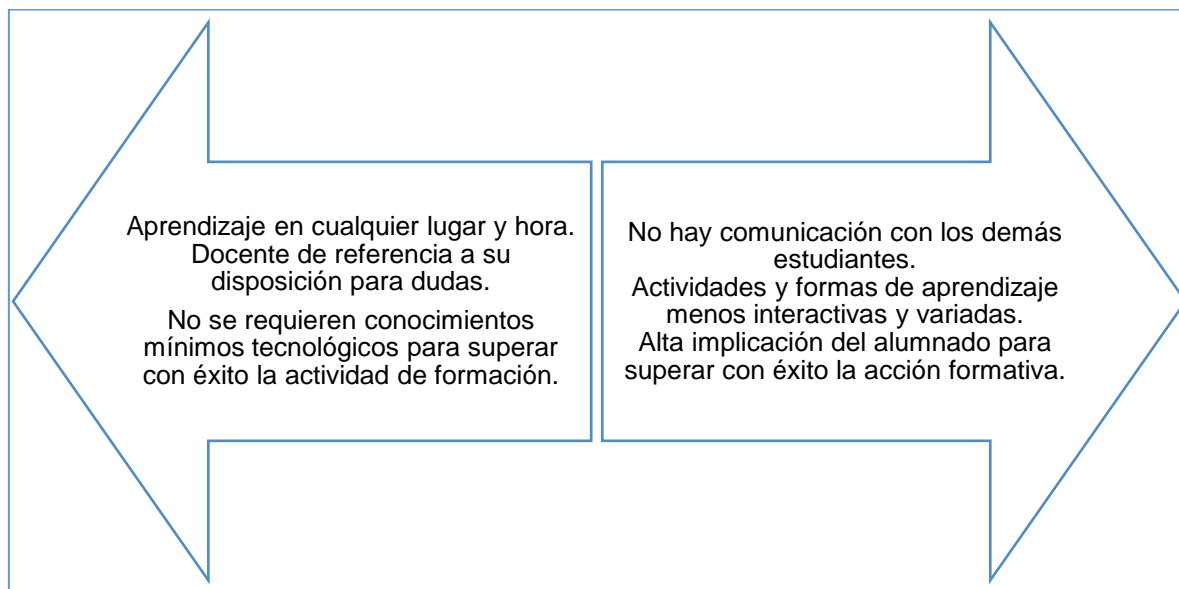 Aprendizaje en cualquier lugar y hora.
Docente de referencia a su
disposición para dudas.
No se requieren conocimientos
mínimos tecnológicos para superar
con éxito la actividad de formación.
No hay comunicación con los demás
estudiantes.
Actividades y formas de aprendizaje
menos interactivas y variadas.
Alta implicación del alumnado para
superar con éxito la acción formativa.